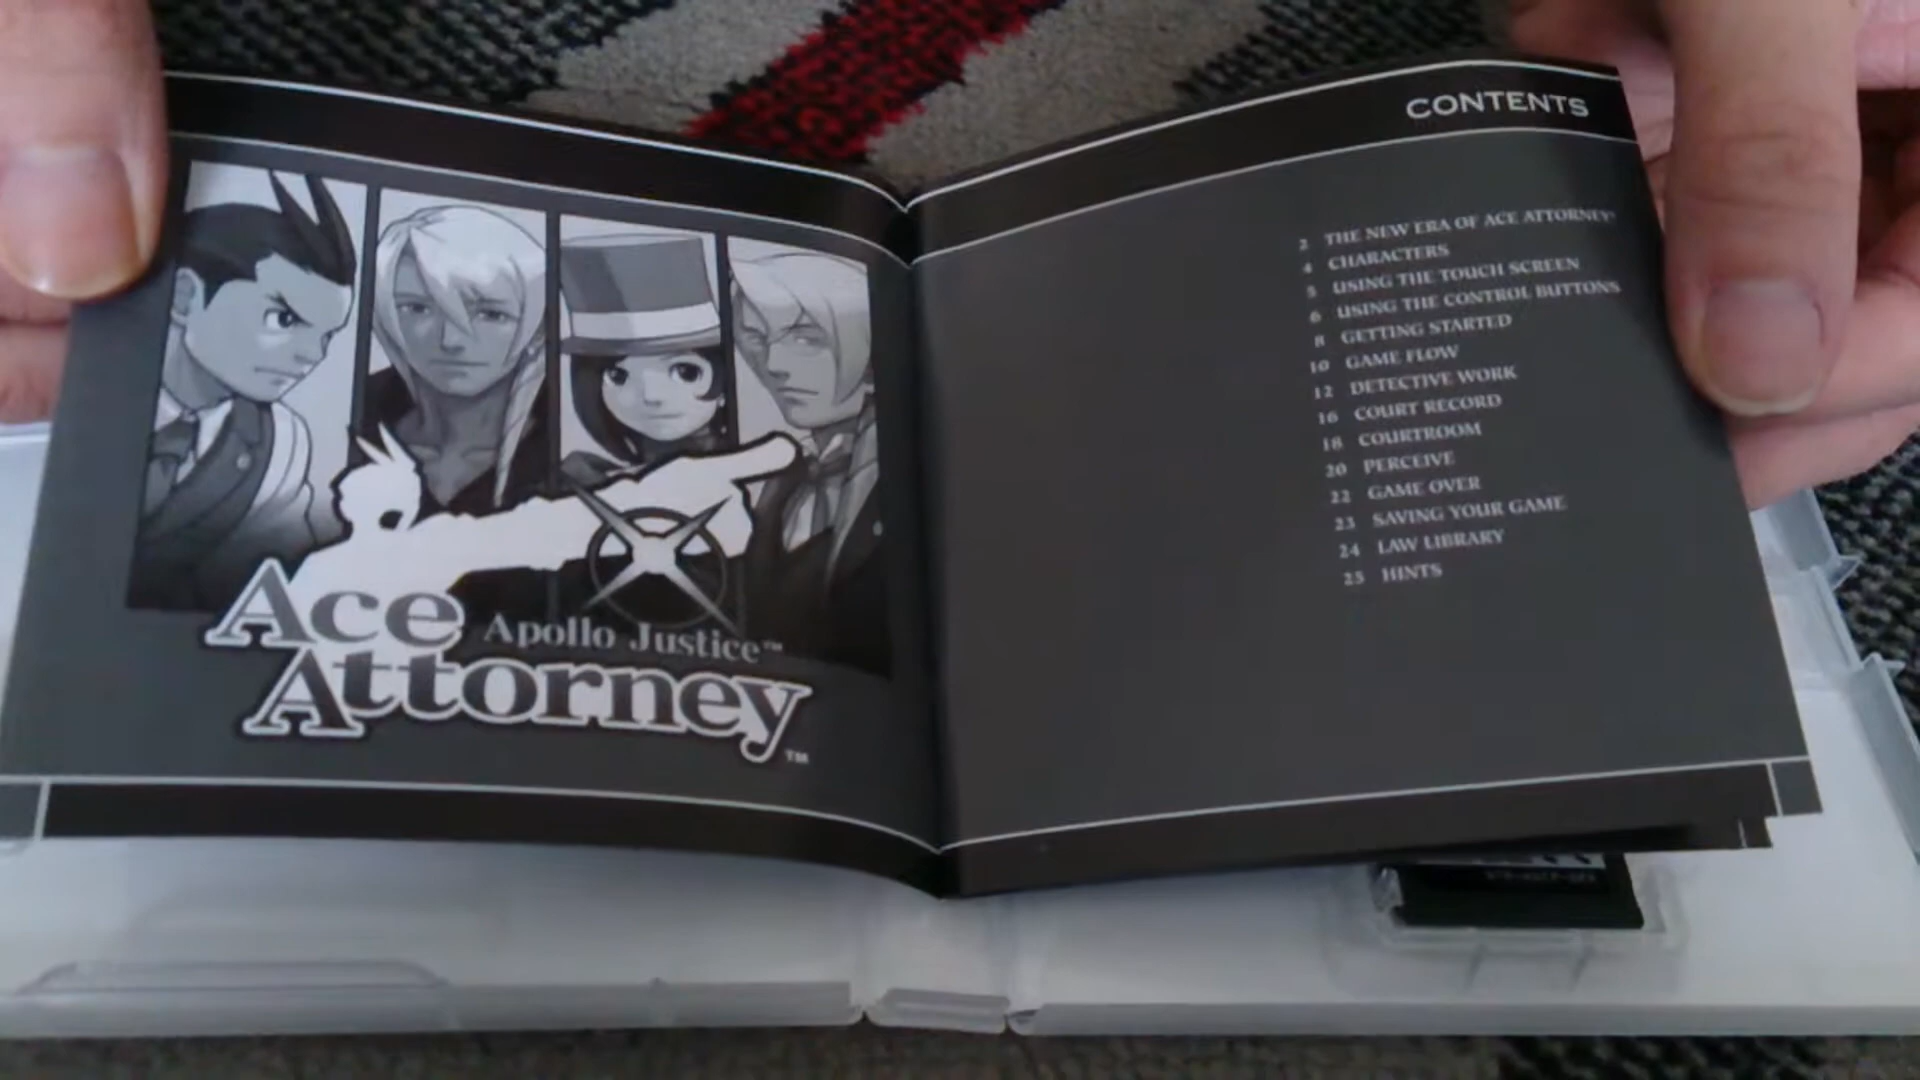 Ace
Apollo Justice™
Attorney™
CONTENTS
2 THE NEW ERA OF ACE ATTORNEY®
4 CHARACTERS
5 USING THE TOUCH SCREEN
6 USING THE CONTROL BUTTONS
8 GETTING STARTED
10 GAME FLOW
12 DETECTIVE WORK
16 COURT RECORD
18 COURTROOM
20 PERCEIVE
22 GAME OVER
23 SAVING YOUR GAME
24 LAW LIBRARY
25 HINTS